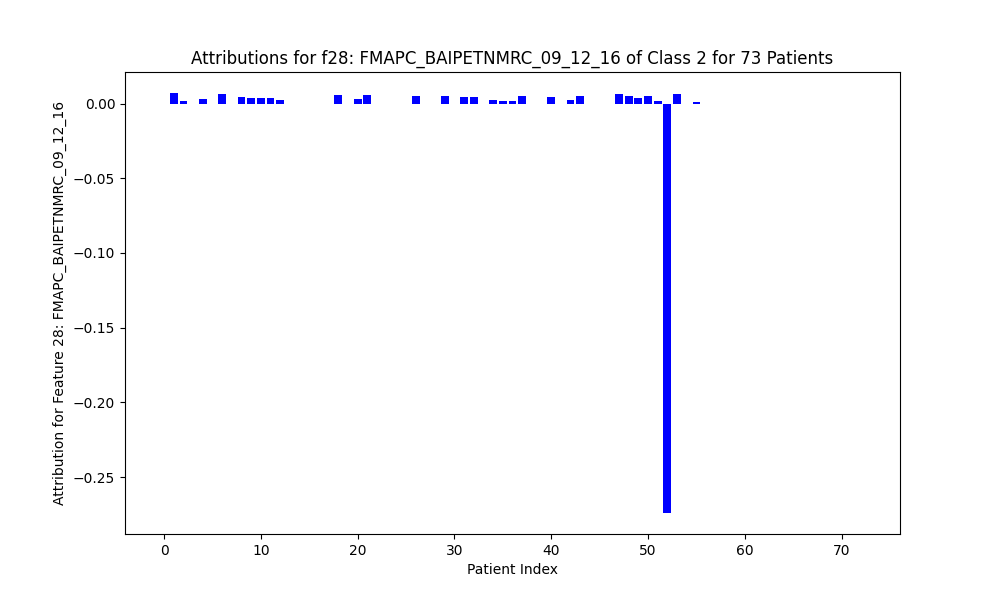 Attributions for f28: FMAPC_BAIPETNMRC_09_12_16 of Class 2 for 73 Patients
Attribution for Feature 28: FMAPC_BAIPETNMRC_09_12_16
0.00
−0.05
−0.10
−0.15
−0.20
−0.25
0 10 20 30 40 50 60 70
Patient Index